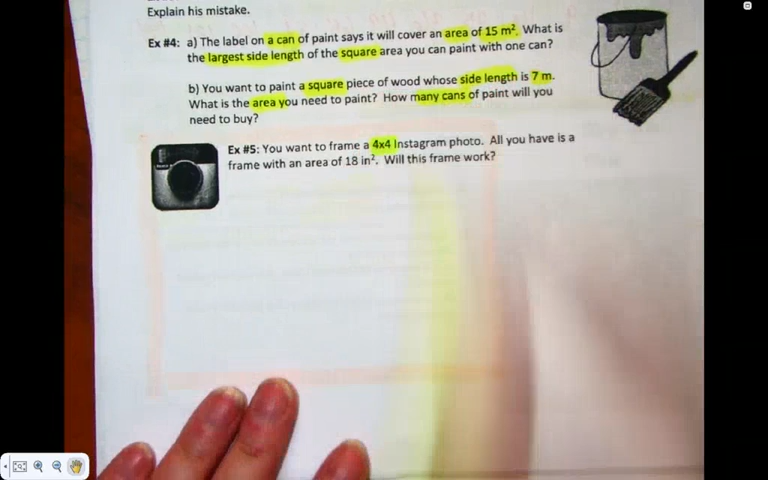 Explain his mistake.
Ex #4: a) The label on a can of paint says it will cover an area of 15 m². What is
the largest side length of the square area you can paint with one can?
b) You want to paint a square piece of wood whose side length is 7 m.
What is the area you need to paint? How many cans of paint will you
need to buy?
Ex #5: You want to frame a 4x4 Instagram photo. All you have is a
frame with an area of 18 in². Will this frame work?